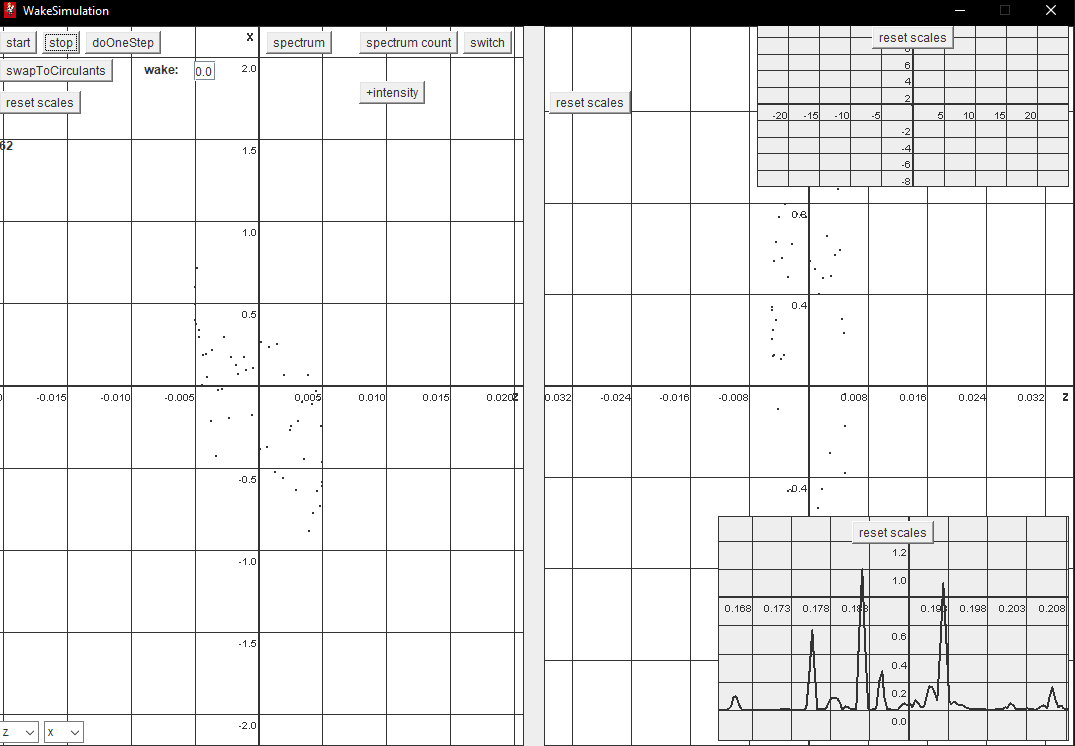 WakeSimulation
start stop doOneStep X spectrum spectrum count switch reset scales
swapToCirculants wake: 0.0 2.0
+intensity
reset scales reset scales
62
1.5
1.0
0.5
-0.015 -0.010 -0.005 0.005 0.010 0.015 0.020 Z
-0.5
-1.0
-1.5
-2.0
z x
8
6
4
2
-20 -15 -10 -5 5 10 15 20
-2
-4
-6
-8
0.6
0.4
0.032 -0.024 -0.016 -0.008 0.008 0.016 0.024 0.032 Z
-0.4
reset scales
1.2
1.0
0.168 0.173 0.178 0.183 0.193 0.198 0.203 0.208
0.6
0.4
0.2
0.0